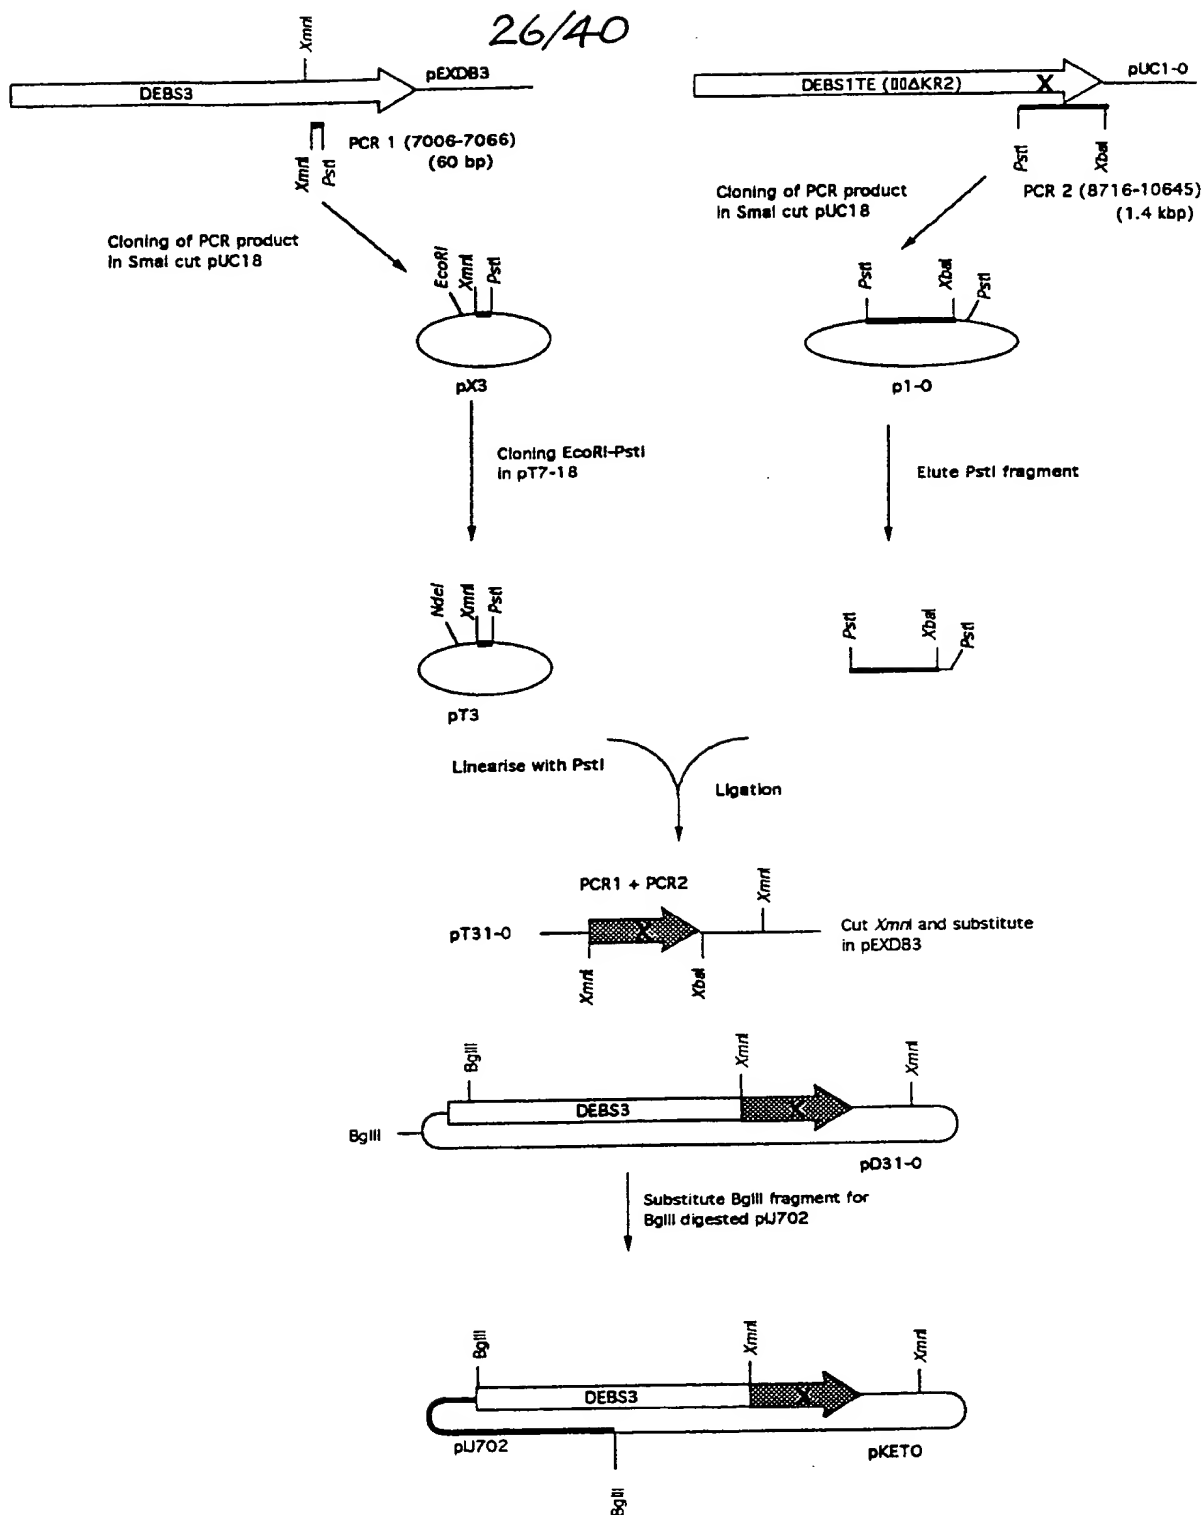 26/40
XmnI
DEBS3
pEXDB3
XmnI
PstI
PCR 1 (7006-7066)
(60 bp)
Cloning of PCR product
in SmaI cut pUC18
DEBS1TE (▯▯ΔKR2)
X
pUC1-0
PstI
XbaI
PCR 2 (8716-10645)
(1.4 kbp)
Cloning of PCR product
in SmaI cut pUC18
EcoRI
XmnI
PstI
pX3
PstI
XbaI
PstI
p1-0
Cloning EcoRI-PstI
in pT7-18
Elute PstI fragment
NdeI
XmnI
PstI
pT3
PstI
XbaI
PstI
Linearise with PstI
Ligation
PCR1 + PCR2
pT31-0
X
XmnI
XbaI
XmnI
Cut XmnI and substitute
in pEXDB3
BglII
XmnI
XmnI
DEBS3
X
BglII
pD31-0
Substitute BglII fragment for
BglII digested pIJ702
BglII
XmnI
XmnI
DEBS3
X
pIJ702
pKETO
BglII